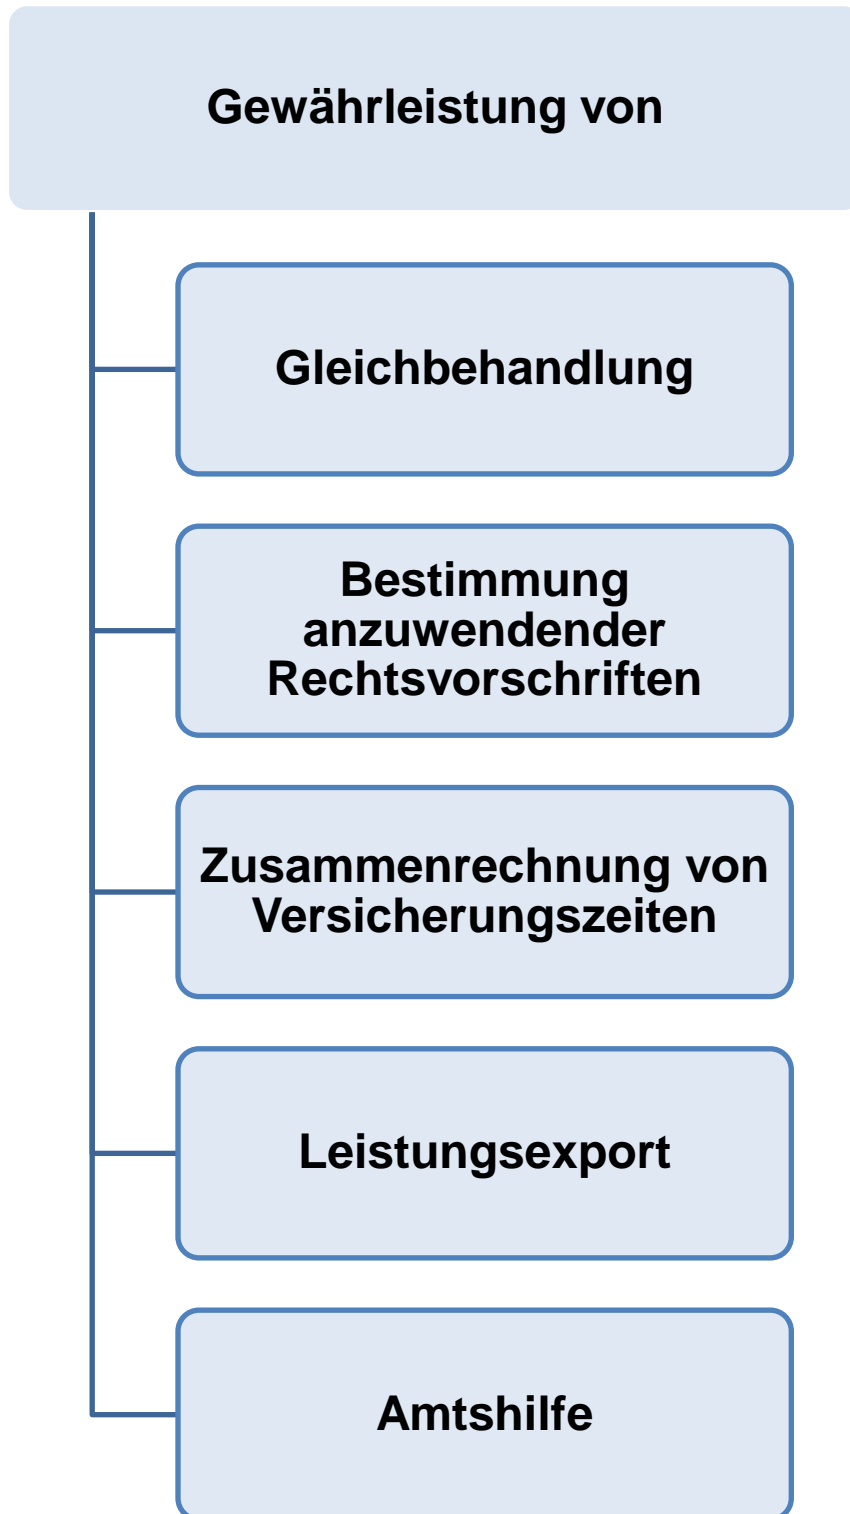 Gewährleistung von
Gleichbehandlung
Bestimmung
anzuwendender
Rechtsvorschriften
Zusammenrechnung von
Versicherungszeiten
Leistungsexport
Amtshilfe